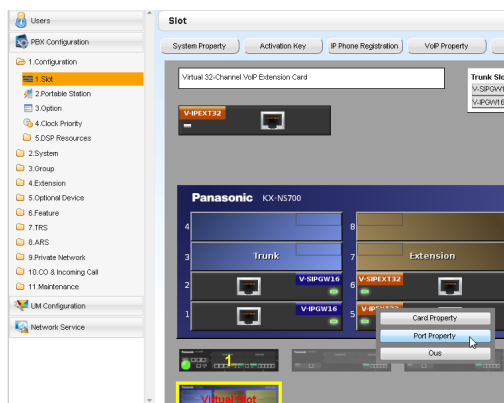 Users
PBX Configuration
1.Configuration
1.Slot
2.Portable Station
3.Option
4.Clock Priority
5.DSP Resources
2.System
3.Group
4.Extension
5.Optional Device
6.Feature
7.TRS
8.ARS
9.Private Network
10.CO & Incoming Call
11.Maintenance
UM Configuration
Network Service
Slot
System Property
Activation Key
IP Phone Registration
VoIP Property
Virtual 32-Channel VoIP Extension Card
Trunk Slo
V-SIPGW1
V-IPGW16
V-IPEXT32
Panasonic KX-NS700
4
8
3
Trunk
7
Extension
2
V-SIPGW16
6
V-SIPEXT32
1
V-IPGW16
5
Card Property
Port Property
Ous
1
Virtual Slot